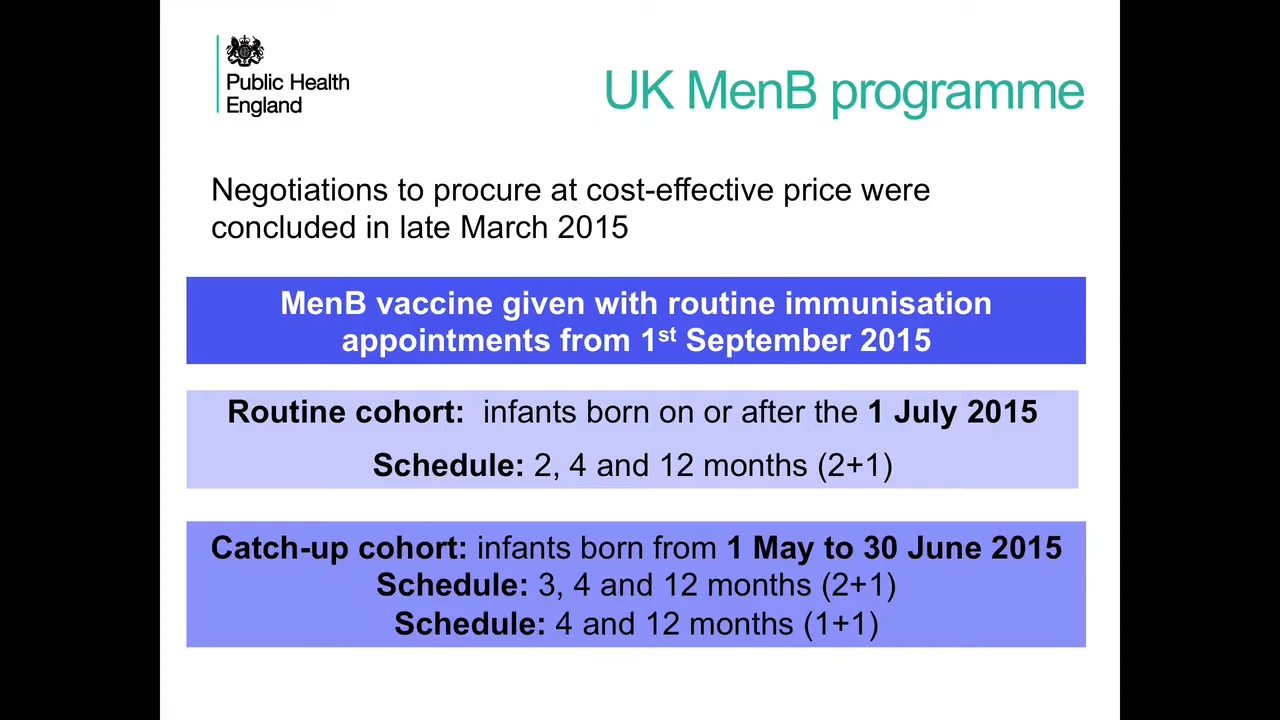 Public Health
England
UK MenB programme
Negotiations to procure at cost-effective price were
concluded in late March 2015
MenB vaccine given with routine immunisation
appointments from 1st September 2015
Routine cohort: infants born on or after the 1 July 2015
Schedule: 2, 4 and 12 months (2+1)
Catch-up cohort: infants born from 1 May to 30 June 2015
Schedule: 3, 4 and 12 months (2+1)
Schedule: 4 and 12 months (1+1)